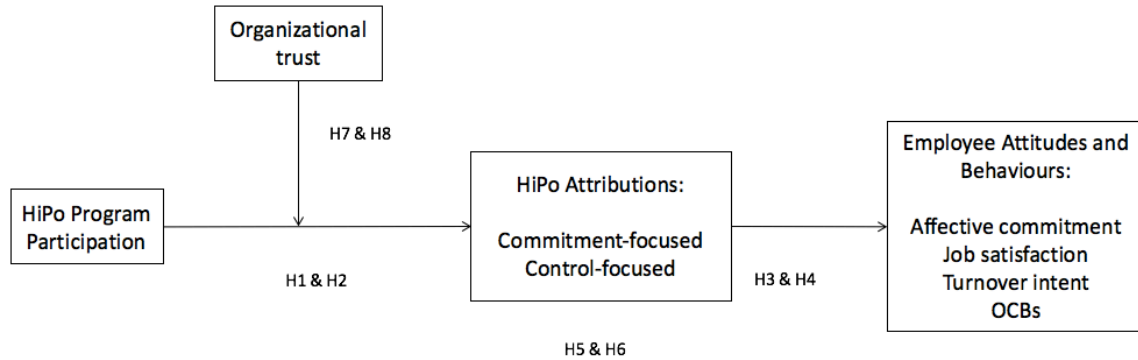 Organizational
trust
H7 & H8
HiPo Program
Participation
H1 & H2
HiPo Attributions:
Commitment-focused
Control-focused
H3 & H4
Employee Attitudes and
Behaviours:
Affective commitment
Job satisfaction
Turnover intent
OCBs
H5 & H6